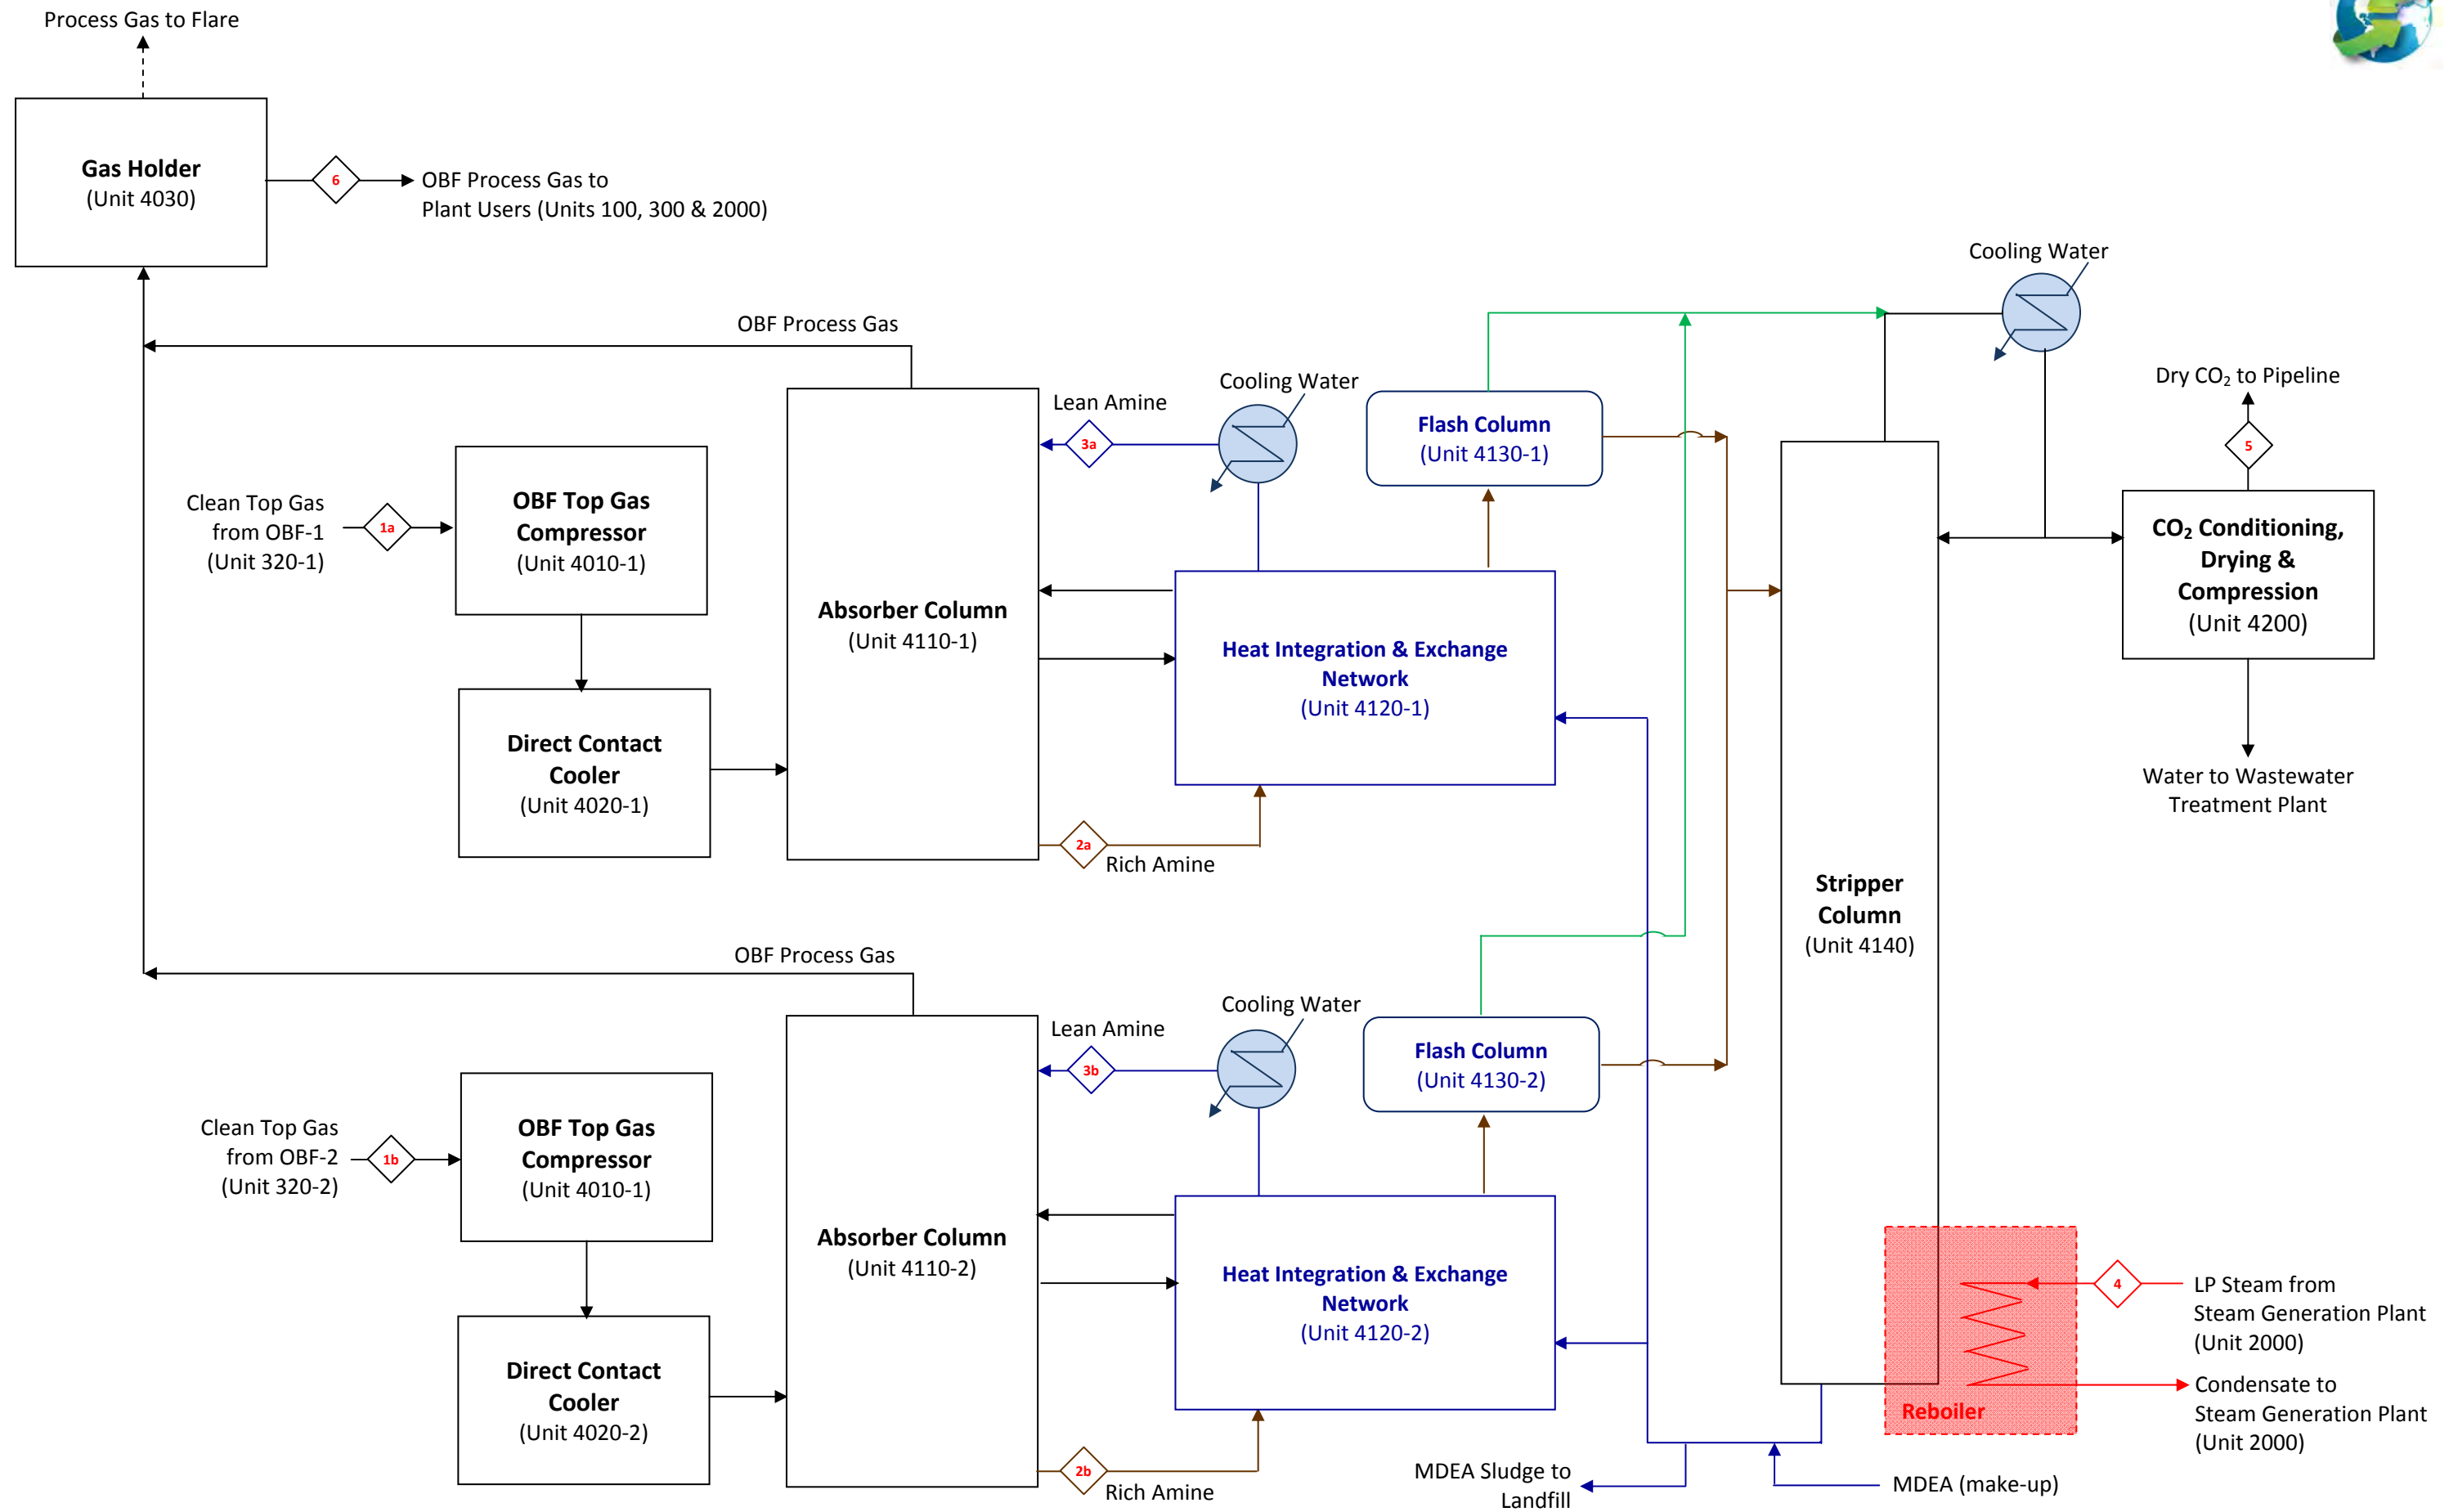 Process Gas to Flare
Gas Holder
(Unit 4030)
6
OBF Process Gas to
Plant Users (Units 100, 300 & 2000)
OBF Process Gas
Clean Top Gas
from OBF-1
(Unit 320-1)
1a
OBF Top Gas
Compressor
(Unit 4010-1)
Direct Contact
Cooler
(Unit 4020-1)
Absorber Column
(Unit 4110-1)
Lean Amine
3a
Cooling Water
Heat Integration & Exchange
Network
(Unit 4120-1)
2a
Rich Amine
Flash Column
(Unit 4130-1)
Cooling Water
Dry CO₂ to Pipeline
5
CO₂ Conditioning,
Drying &
Compression
(Unit 4200)
Water to Wastewater
Treatment Plant
Stripper
Column
(Unit 4140)
OBF Process Gas
Clean Top Gas
from OBF-2
(Unit 320-2)
1b
OBF Top Gas
Compressor
(Unit 4010-1)
Direct Contact
Cooler
(Unit 4020-2)
Absorber Column
(Unit 4110-2)
Lean Amine
3b
Cooling Water
Heat Integration & Exchange
Network
(Unit 4120-2)
2b
Rich Amine
Flash Column
(Unit 4130-2)
4
LP Steam from
Steam Generation Plant
(Unit 2000)
Reboiler
Condensate to
Steam Generation Plant
(Unit 2000)
MDEA Sludge to
Landfill
MDEA (make-up)